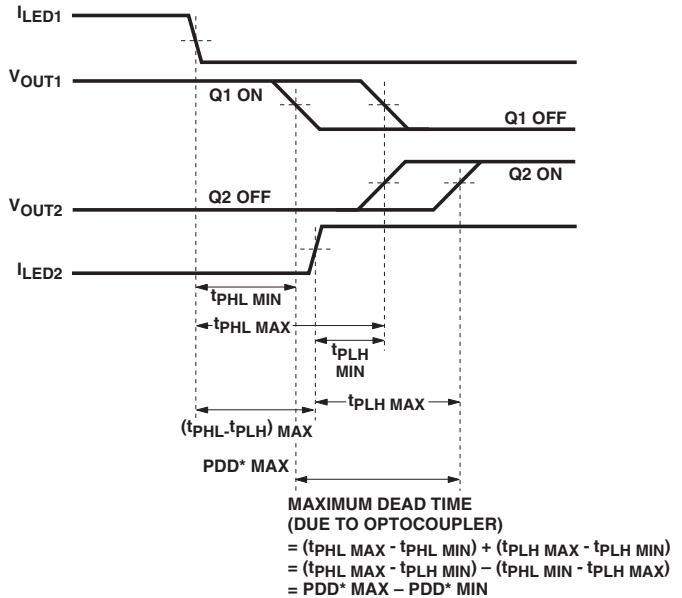 ILED1
VOUT1
Q1 ON
Q1 OFF
Q2 ON
Q2 OFF
VOUT2
ILED2
tPHL MIN
tPHL MAX
tPLH
MIN
tPLH MAX
(tPHL-tPLH) MAX
PDD* MAX
MAXIMUM DEAD TIME
(DUE TO OPTOCOUPLER)
= (tPHL MAX - tPHL MIN) + (tPLH MAX - tPLH MIN)
= (tPHL MAX - tPLH MIN) – (tPHL MIN - tPLH MAX)
= PDD* MAX – PDD* MIN